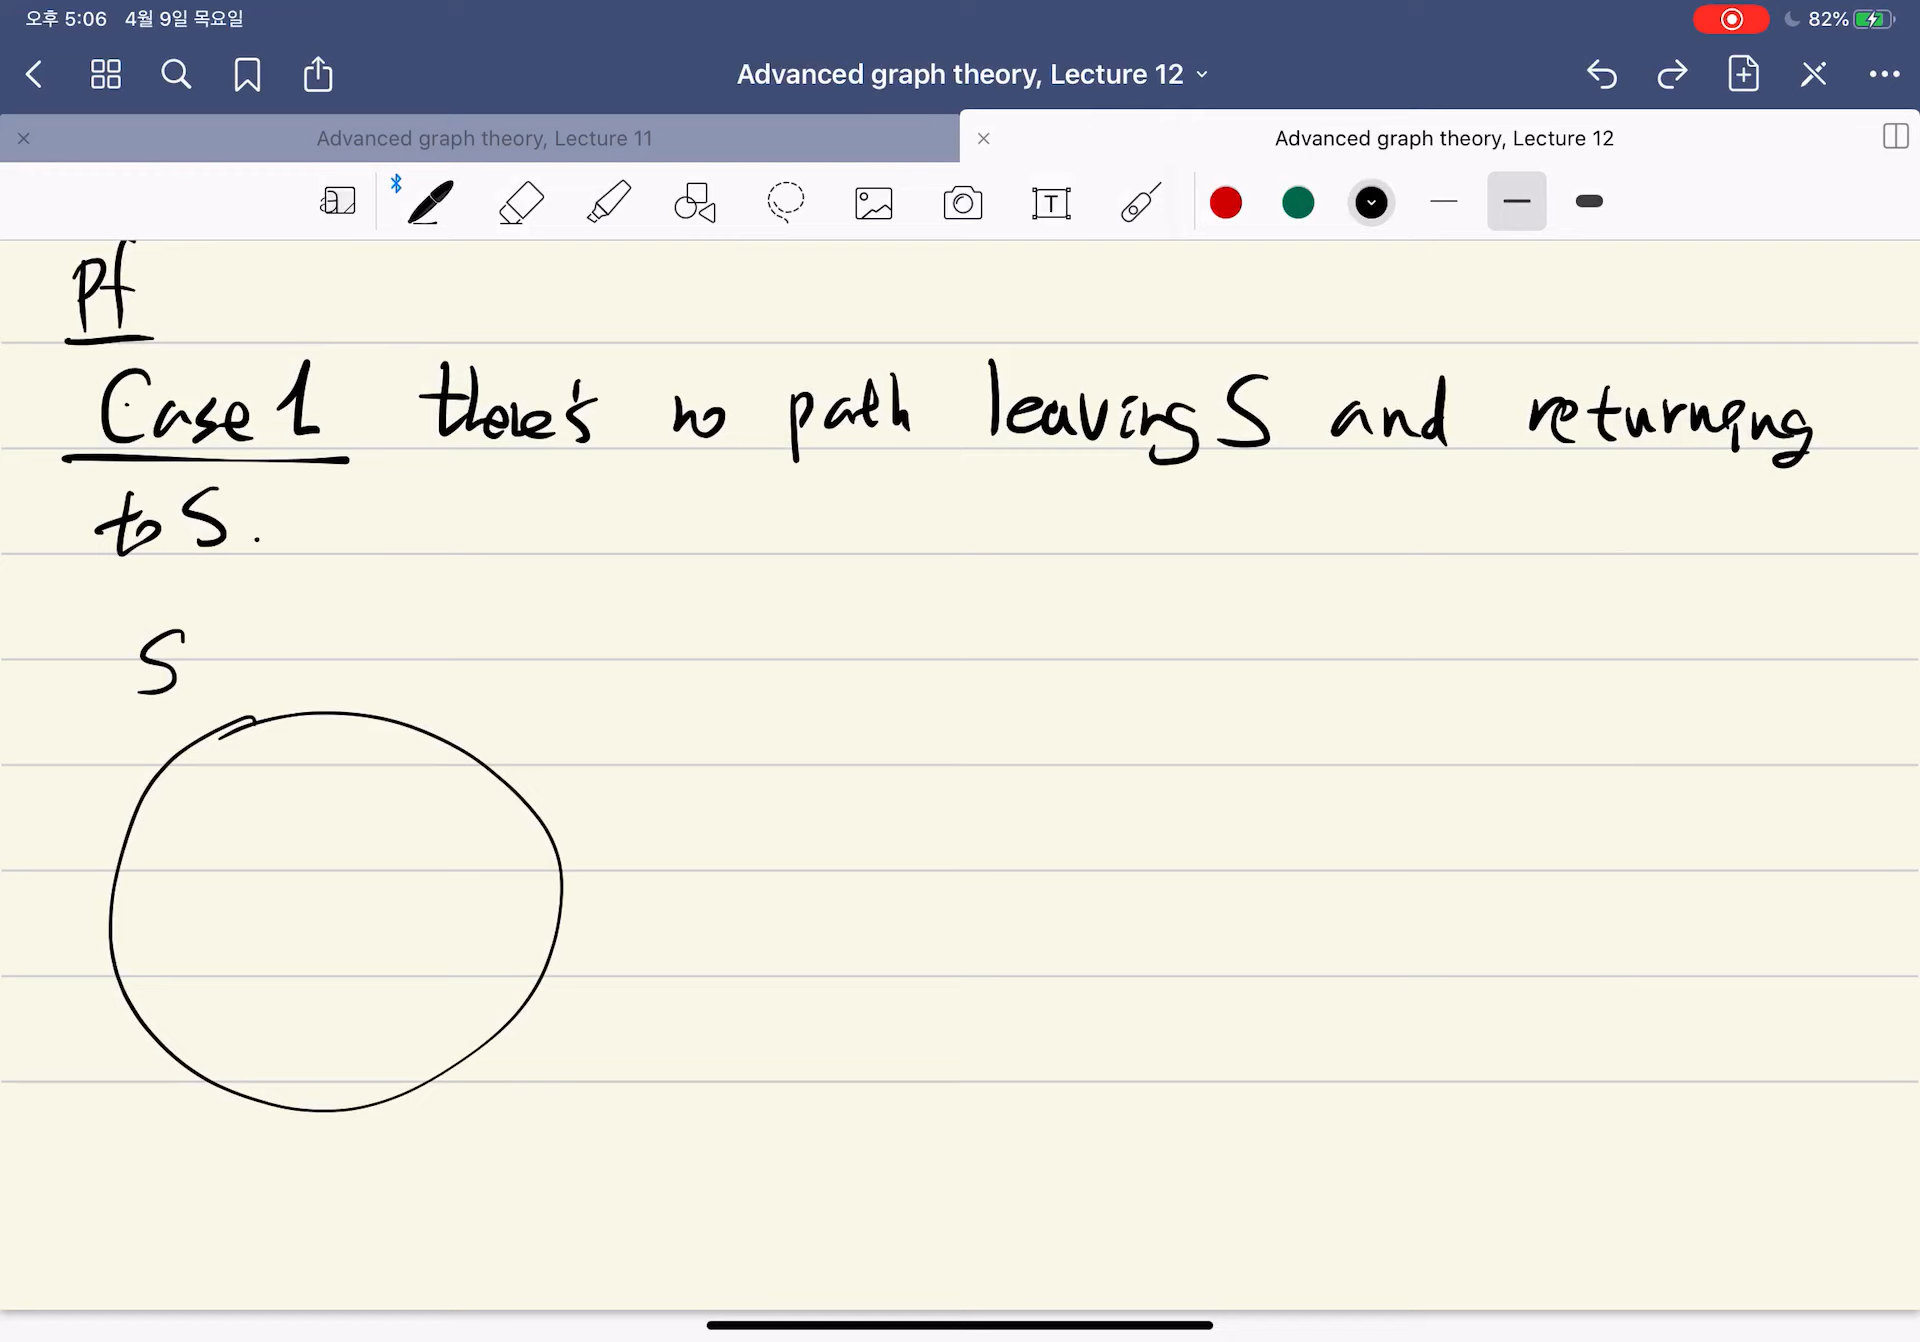 오후 5:06 4월 9일 목요일 82%
Advanced graph theory, Lecture 12
Advanced graph theory, Lecture 11 Advanced graph theory, Lecture 12
pf
Case 1 there's no path leaving S and returning
to S.
S